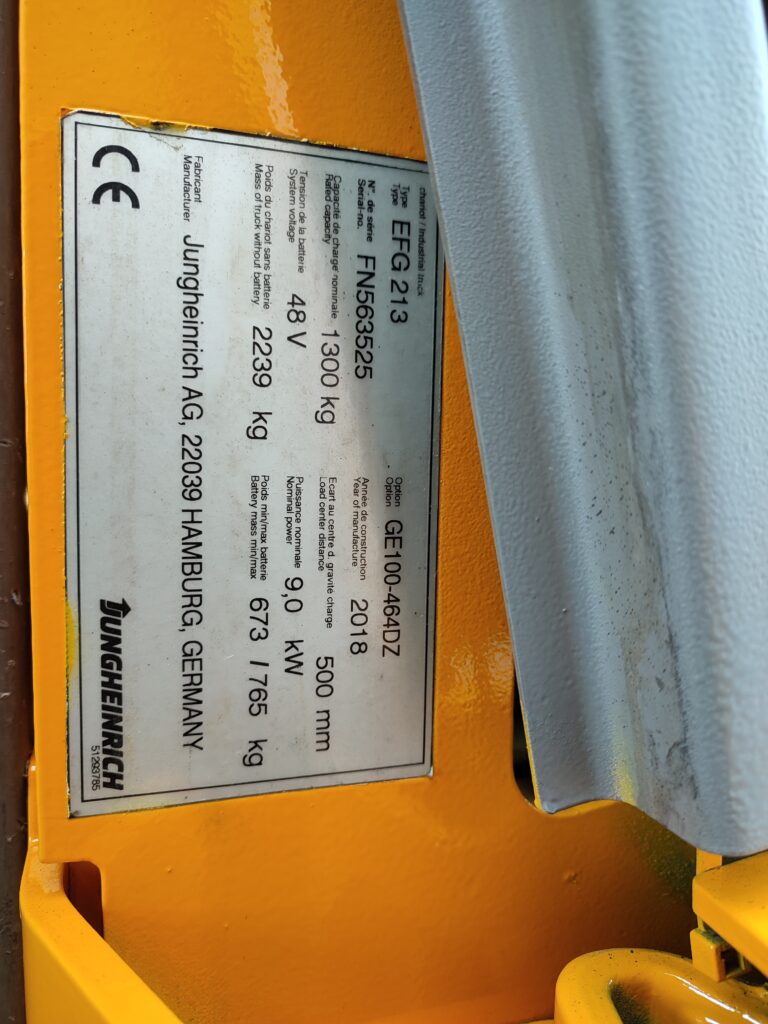 chariot / Industrial truck
Type
Type EFG 213
Option
Option GE100-464DZ
N°. de série
Serial-no. FN563525
Année de construction
Year of manufacture 2018
Capacité de charge nominale
Rated capacity 1300 kg
Ecart au centre d. gravité charge
Load center distance 500 mm
Tension de la batterie
System voltage 48 V
Puissance nominale
Nominal power 9,0 kW
Poids du chariot sans batterie
Mass of truck without battery 2239 kg
Poids min/max batterie
Battery mass min/max 673 / 765 kg
Fabricant
Manufacturer Jungheinrich AG, 22039 HAMBURG, GERMANY
CE
JUNGHEINRICH
51293785